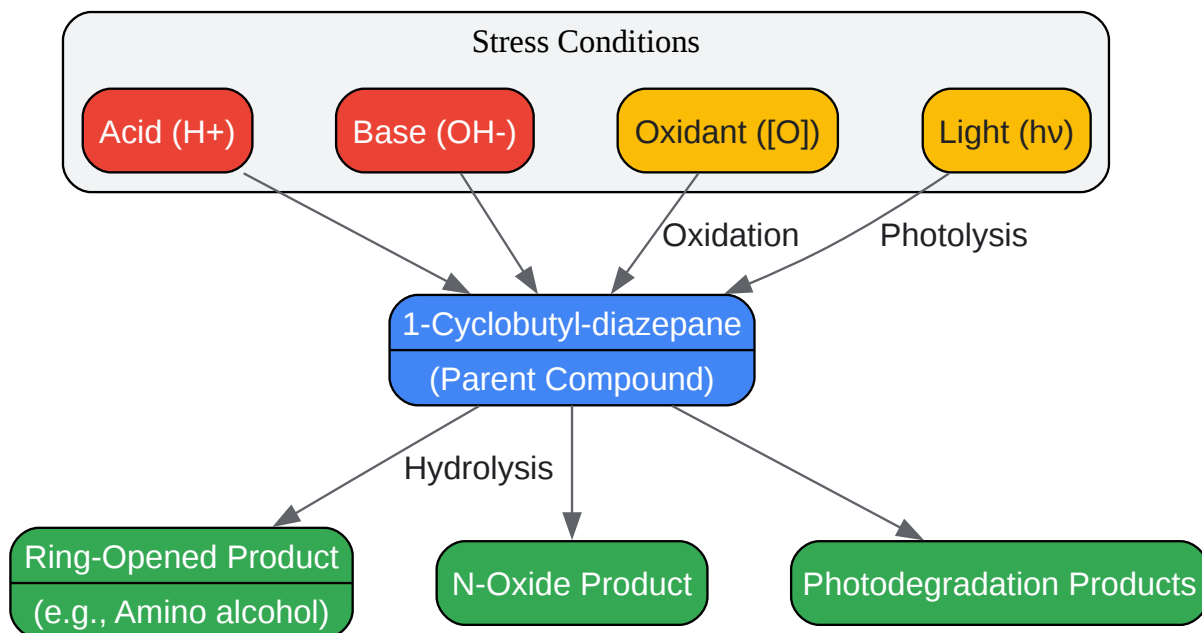 Stress Conditions
Acid (H+)
Base (OH-)
Oxidant ([O])
Light (hν)
Oxidation
Photolysis
1-Cyclobutyl-diazepane
(Parent Compound)
Hydrolysis
Ring-Opened Product
(e.g., Amino alcohol)
N-Oxide Product
Photodegradation Products